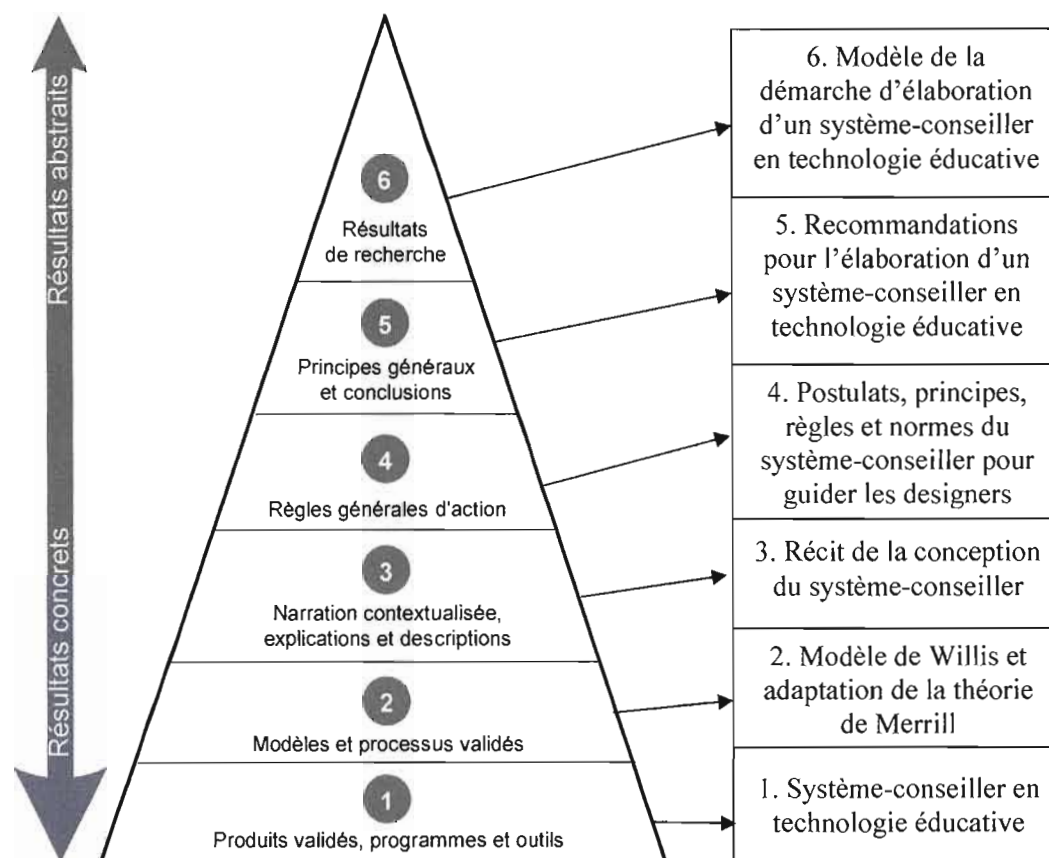 Résultats abstraits
Résultats concrets
6
Résultats
de recherche
5
Principes généraux
et conclusions
4
Règles générales d'action
3
Narration contextualisée,
explications et descriptions
2
Modèles et processus validés
1
Produits validés, programmes et outils
6. Modèle de la
démarche d'élaboration
d'un système-conseiller
en technologie éducative
5. Recommandations
pour l'élaboration d'un
système-conseiller en
technologie éducative
4. Postulats, principes,
règles et normes du
système-conseiller pour
guider les designers
3. Récit de la conception
du système-conseiller
2. Modèle de Willis et
adaptation de la théorie
de Merrill
1. Système-conseiller en
technologie éducative